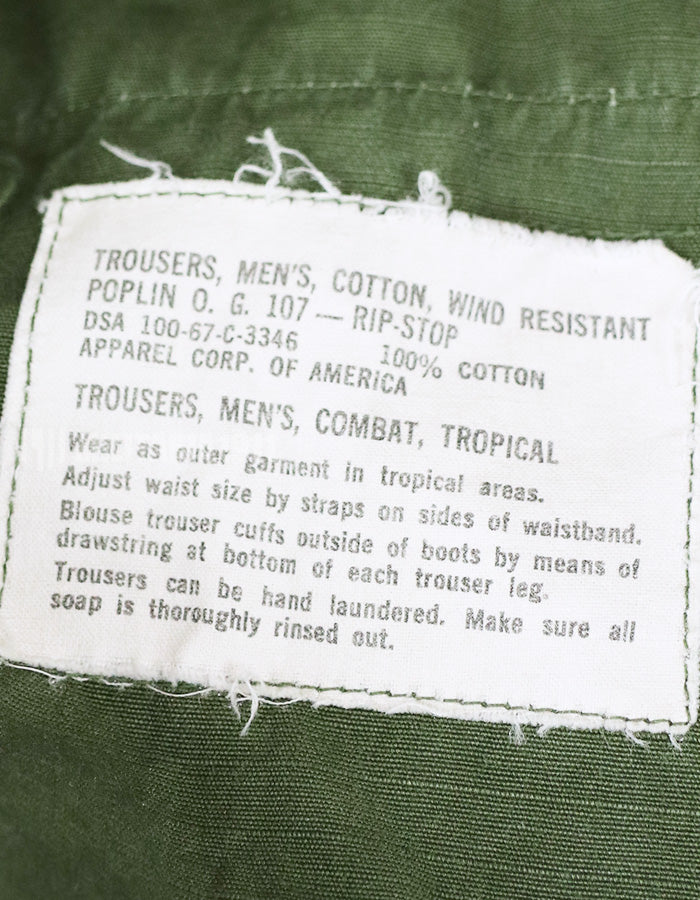 TROUSERS, MEN'S, COTTON, WIND RESISTANT
POPLIN O. G. 107 — RIP-STOP
DSA 100-67-C-3346 100% COTTON
APPAREL CORP. OF AMERICA
TROUSERS, MEN'S, COMBAT, TROPICAL
Wear as outer garment in tropical areas.
Adjust waist size by straps on sides of waistband.
Blouse trouser cuffs outside of boots by means of
drawstring at bottom of each trouser leg.
Trousers can be hand laundered. Make sure all
soap is thoroughly rinsed out.